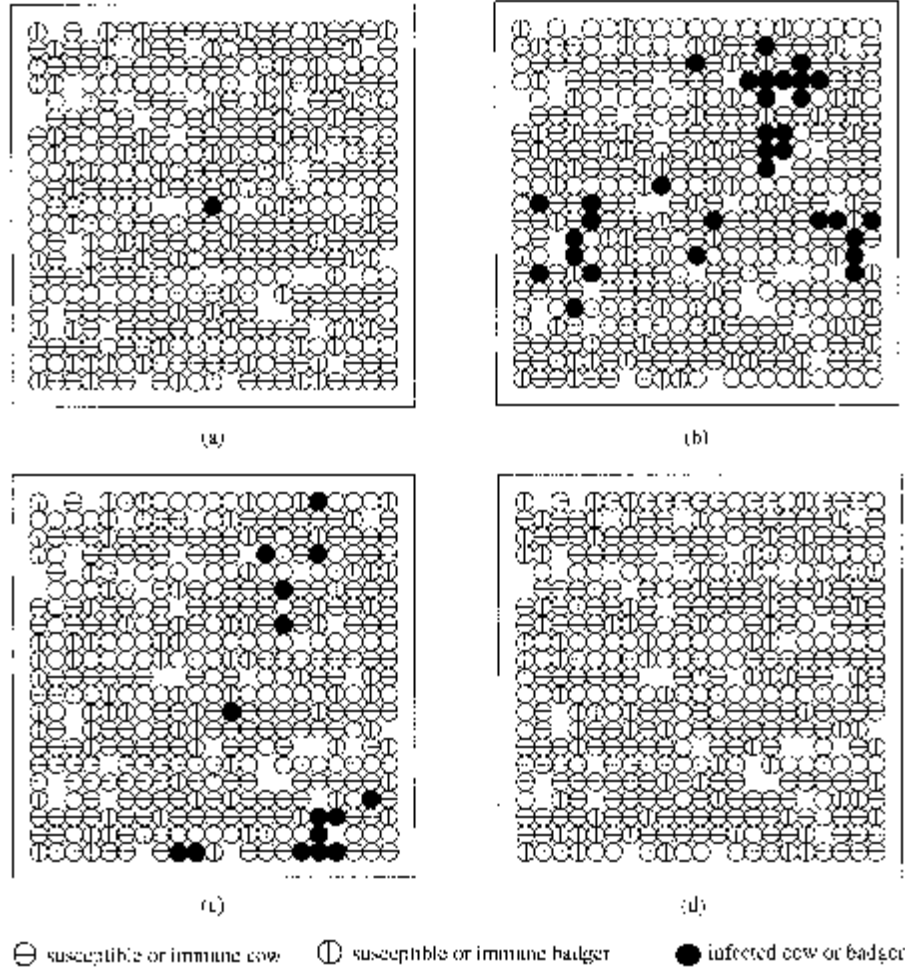 (a)
(b)
(c)
(d)
susceptible or immune cow
susceptible or immune badger
infected cow or badger